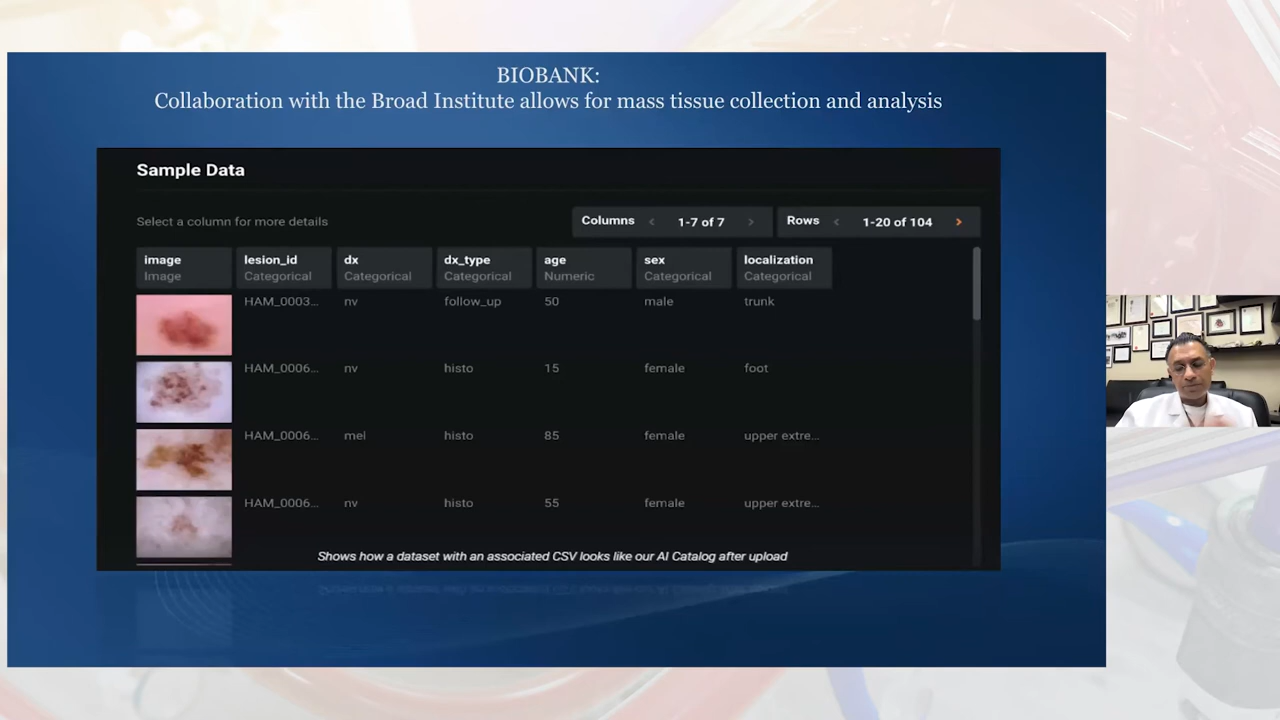 BIOBANK:
Collaboration with the Broad Institute allows for mass tissue collection and analysis
Sample Data
Select a column for more details
Columns < 1-7 of 7 >
Rows < 1-20 of 104 >
image lesion_id dx dx_type age sex localization
Image Categorical Categorical Categorical Numeric Categorical Categorical
HAM_0003... nv follow_up 50 male trunk
HAM_0006... nv histo 15 female foot
HAM_0006... mel histo 85 female upper extre...
HAM_0006... nv histo 55 female upper extre...
Shows how a dataset with an associated CSV looks like our AI Catalog after upload